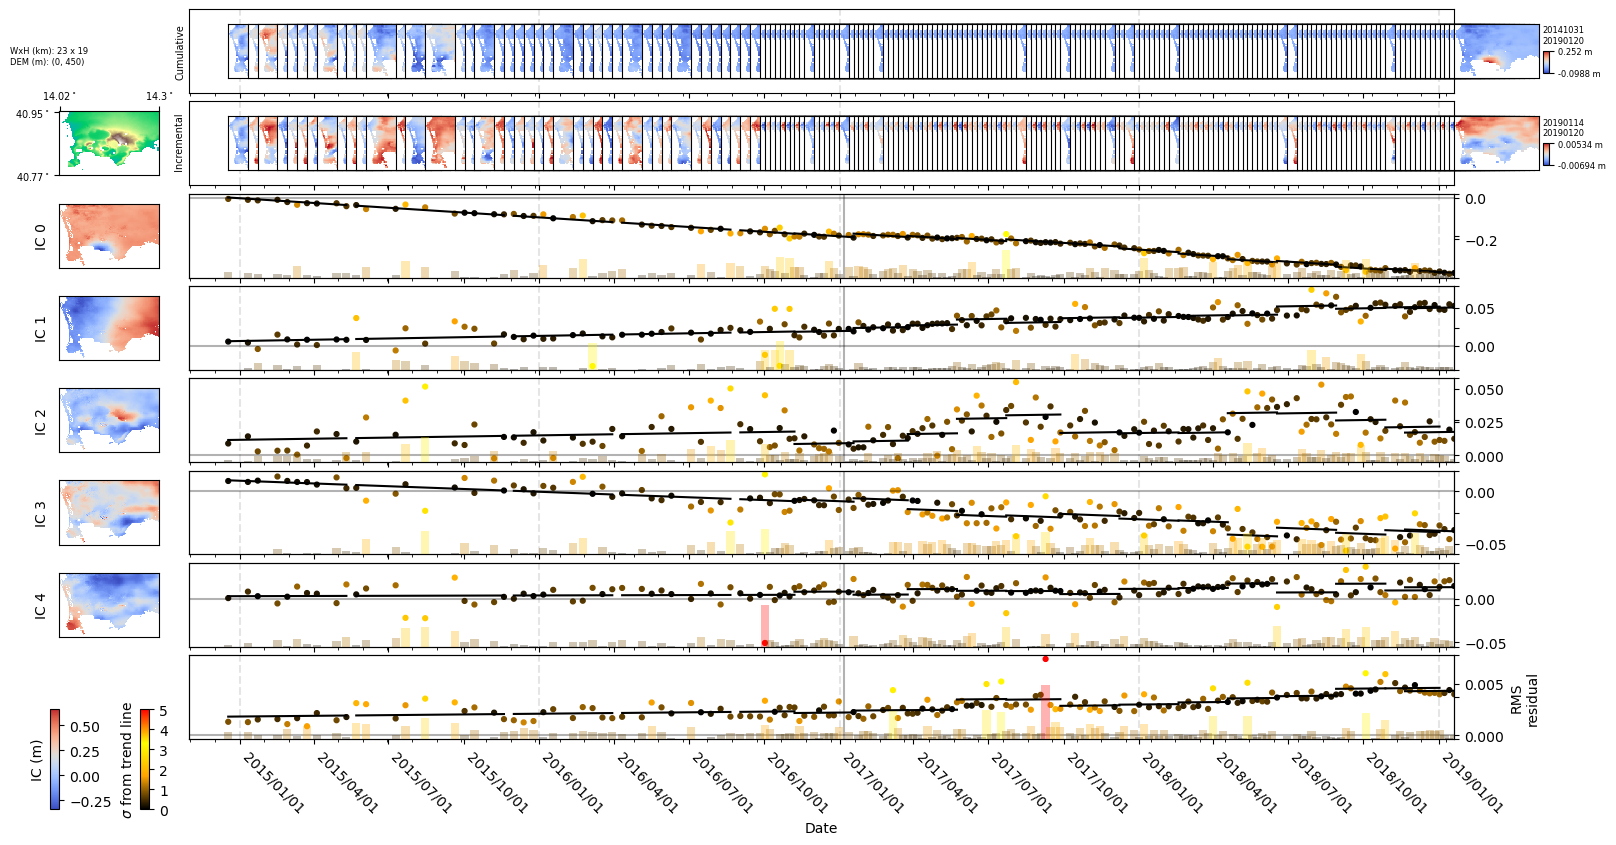 WxH (km): 23 x 19
DEM (m): (0, 450)
Cumulative
20141031
20190120
0.252 m
-0.0988 m
14.02°
14.3°
40.95°
40.77°
Incremental
20190114
20190120
0.00534 m
-0.00694 m
IC 0
0.0
−0.2
IC 1
0.05
0.00
IC 2
0.050
0.025
0.000
IC 3
0.00
−0.05
IC 4
0.00
−0.05
RMS
residual
0.005
0.000
IC (m)
0.50
0.25
0.00
−0.25
σ from trend line
5
4
3
2
1
0
2015/01/01
2015/04/01
2015/07/01
2015/10/01
2016/01/01
2016/04/01
2016/07/01
2016/10/01
2017/01/01
2017/04/01
2017/07/01
2017/10/01
2018/01/01
2018/04/01
2018/07/01
2018/10/01
2019/01/01
Date